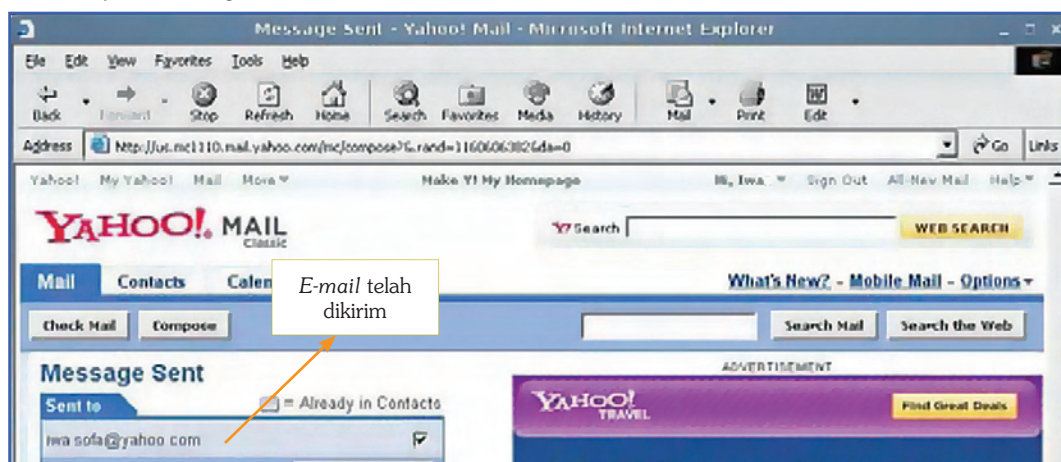 Message Sent - Yahoo! Mail - Microsoft Internet Explorer
File Edit View Favorites Tools Help
Back Forward Stop Refresh Home Search Favorites Media History Mail Print Edit
Address Go Links
Yahoo! My Yahoo! Mail More Make Y! My Homepage Hi, Iwa Sign Out All-New Mail Help
YAHOO! MAIL Classic
Y! Search WEB SEARCH
Mail Contacts Calen What's New? - Mobile Mail - Options
E-mail telah
dikirim
Check Mail Compose Search Mail Search the Web
Message Sent
ADVERTISEMENT
Sent to = Already in Contacts
YAHOO! TRAVEL Find Great Deals
iwa sofa@yahoo com